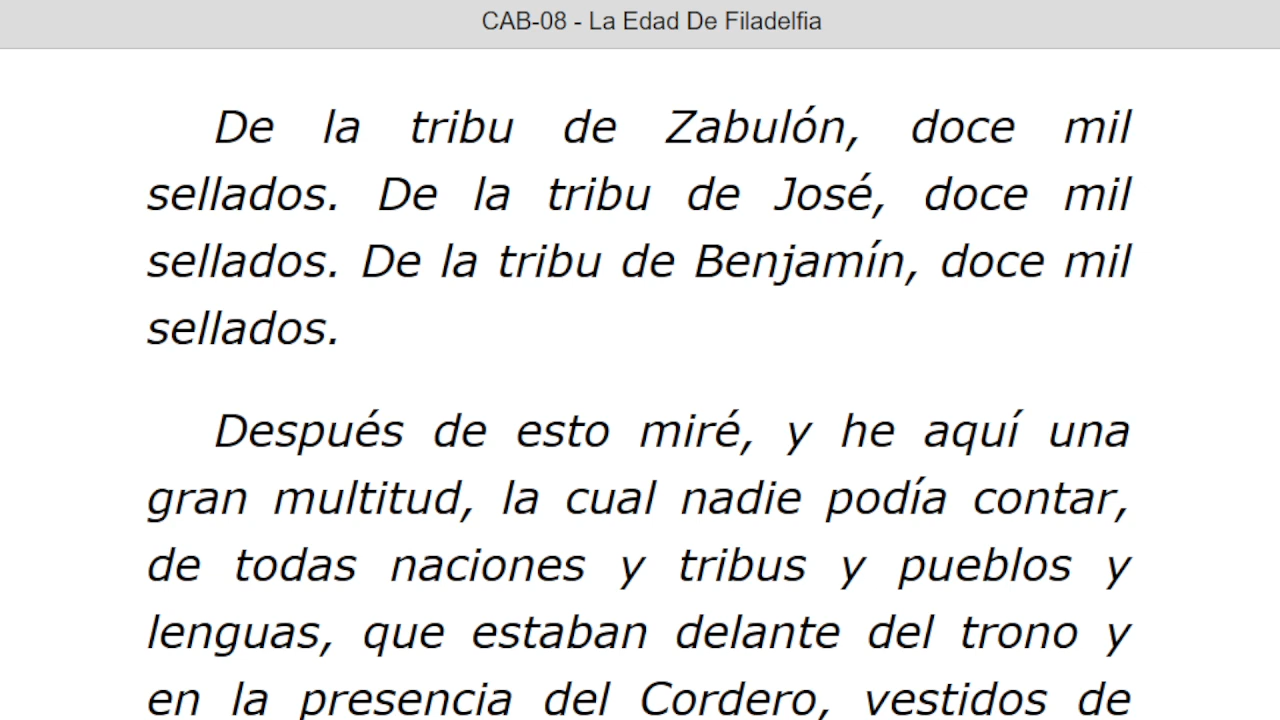 CAB-08 - La Edad De Filadelfia
De la tribu de Zabulón, doce mil
sellados. De la tribu de José, doce mil
sellados. De la tribu de Benjamín, doce mil
sellados.
Después de esto miré, y he aquí una
gran multitud, la cual nadie podía contar,
de todas naciones y tribus y pueblos y
lenguas, que estaban delante del trono y
en la presencia del Cordero, vestidos de